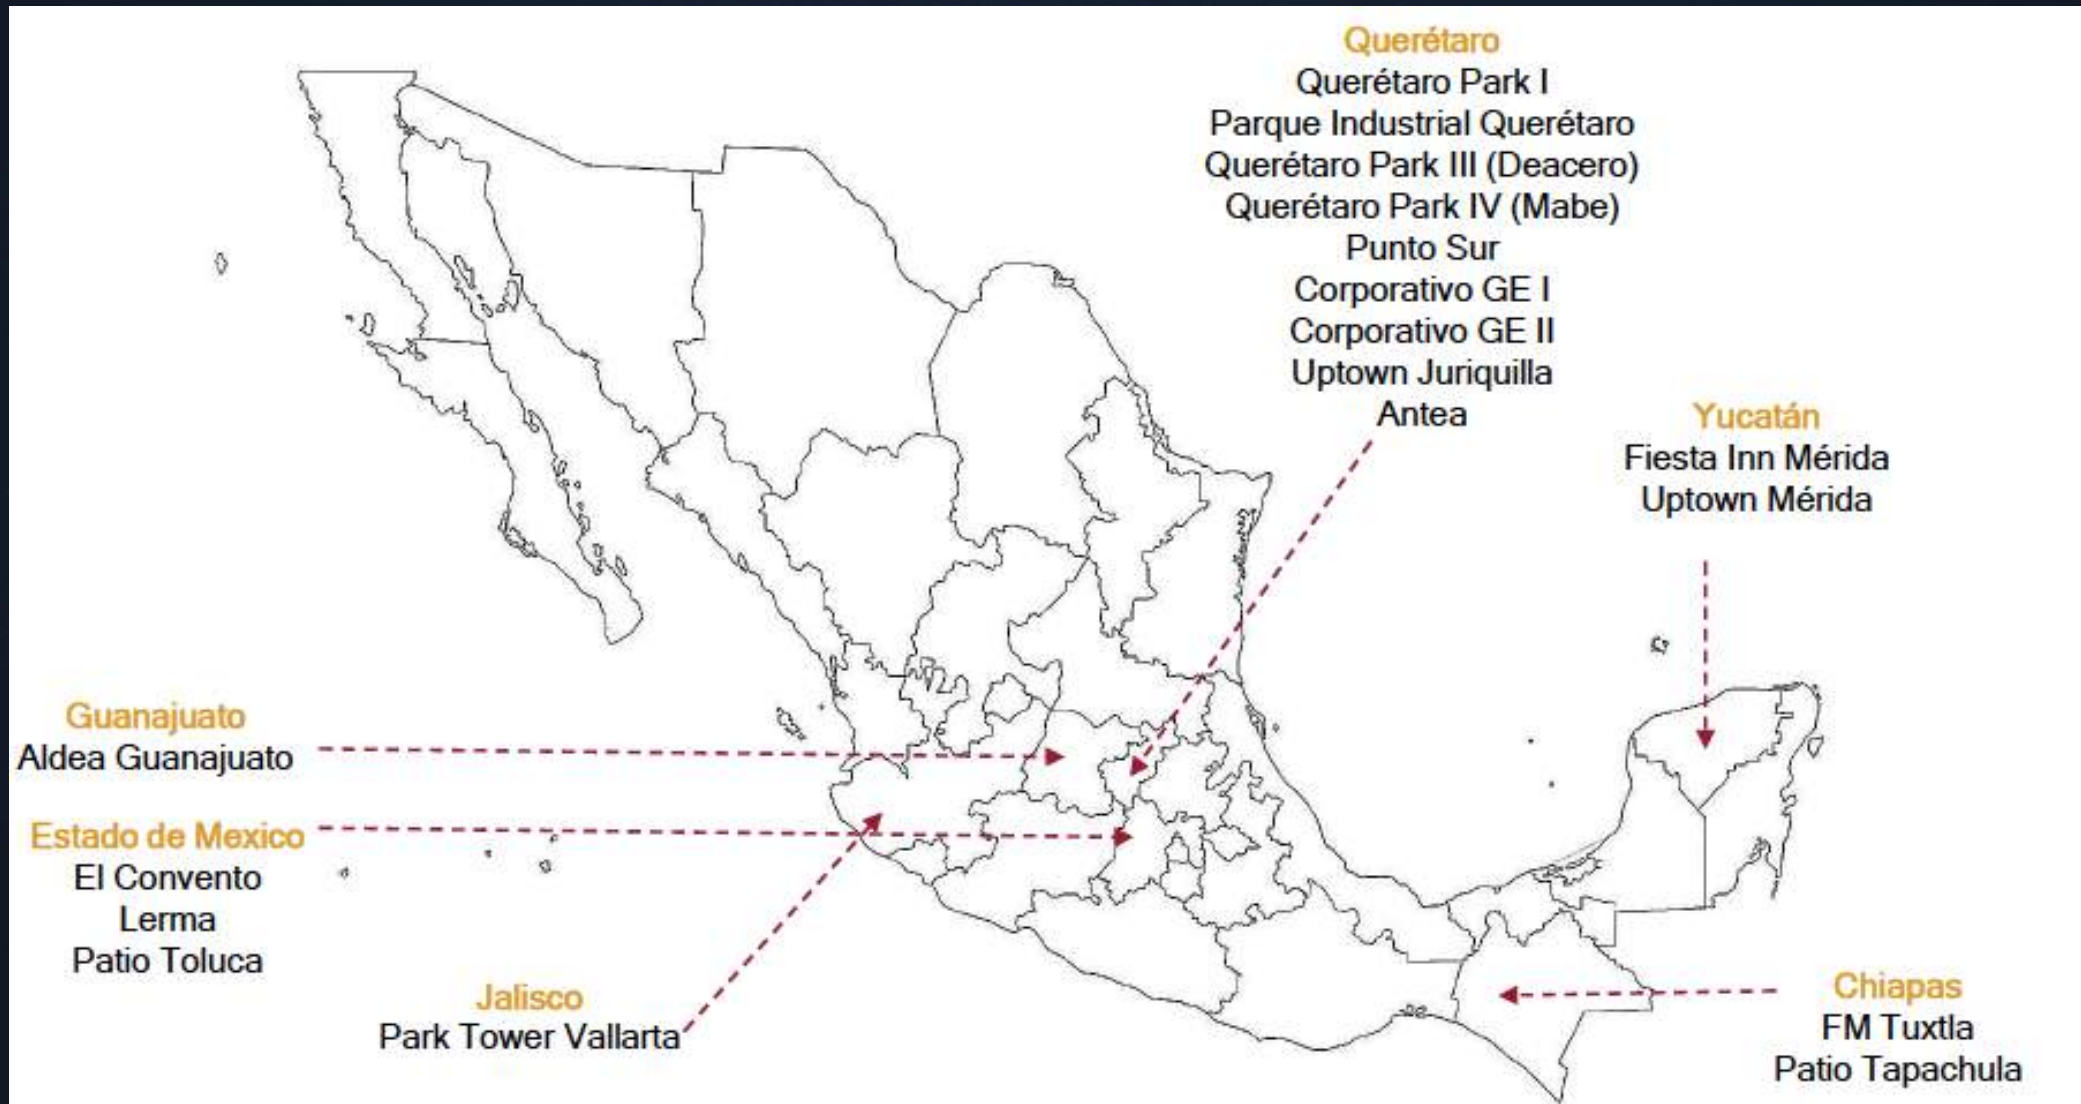 Querétaro
Querétaro Park I
Parque Industrial Querétaro
Querétaro Park III (Deacero)
Querétaro Park IV (Mabe)
Punto Sur
Corporativo GE I
Corporativo GE II
Uptown Juriquilla
Antea
Yucatán
Fiesta Inn Mérida
Uptown Mérida
Guanajuato
Aldea Guanajuato
Estado de Mexico
El Convento
Lerma
Patio Toluca
Jalisco
Park Tower Vallarta
Chiapas
FM Tuxtla
Patio Tapachula